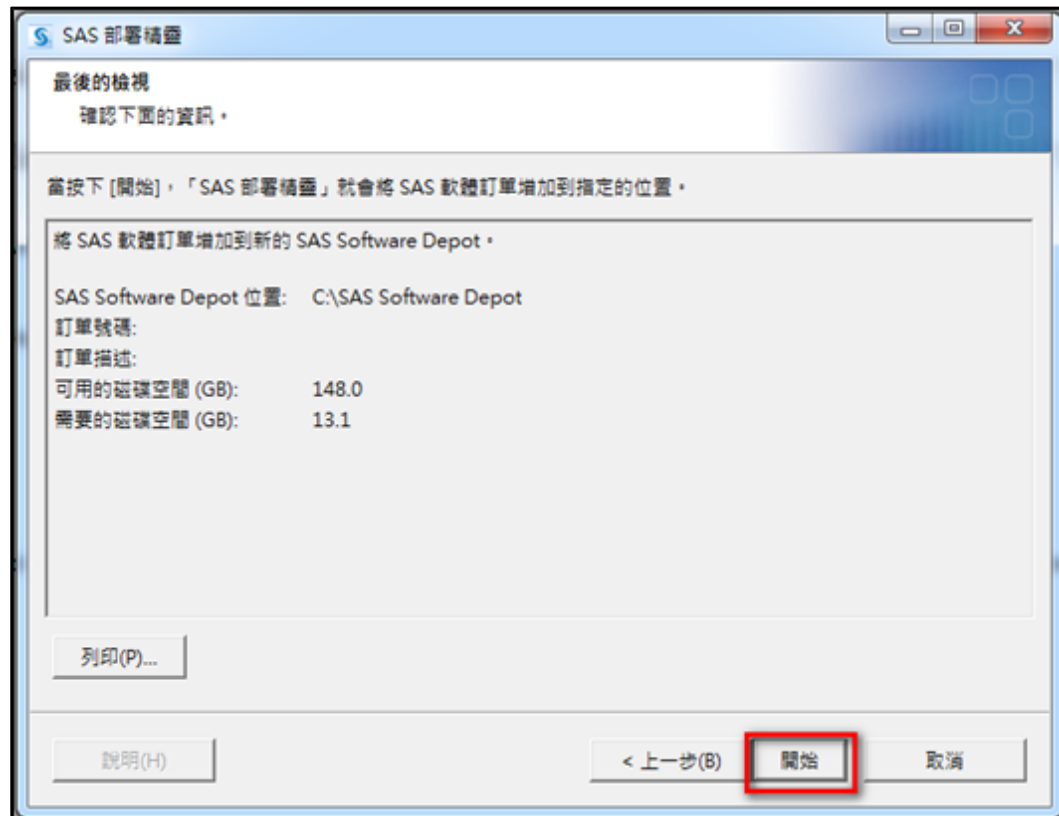 SAS 部署精靈
最後的檢視
確認下面的資訊。
當按下 [開始]，「SAS 部署精靈」就會將 SAS 軟體訂單增加到指定的位置。
將 SAS 軟體訂單增加到新的 SAS Software Depot。
SAS Software Depot 位置: C:\SAS Software Depot
訂單號碼:
訂單描述:
可用的磁碟空間 (GB): 148.0
需要的磁碟空間 (GB): 13.1
列印(P)...
說明(H) < 上一步(B) 開始 取消